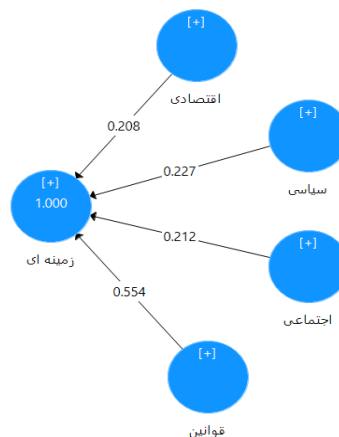 [+]
اقتصادی
0.208
[+]
سیاسی
0.227
[+]
1.000
زمینه ای
0.212
[+]
اجتماعی
0.554
[+]
قوانین